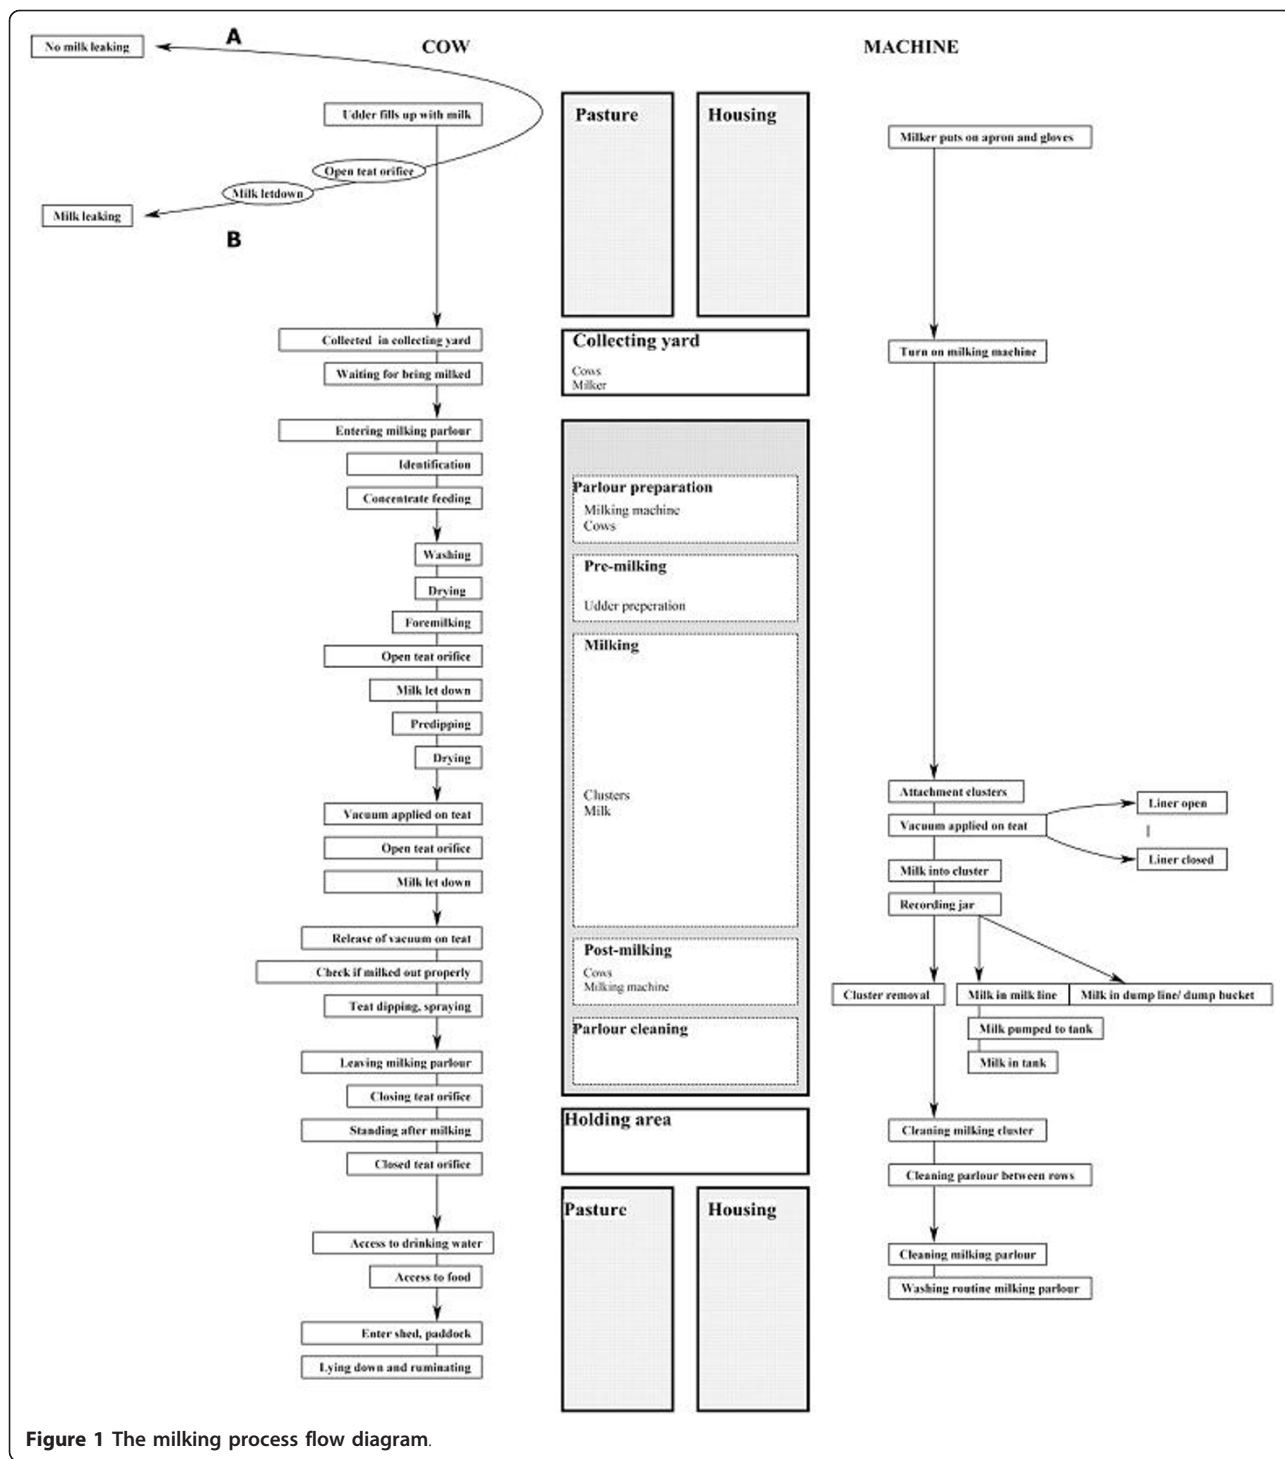 A
COW
MACHINE
No milk leaking
Udder fills up with milk
Open teat orifice
Milk letdown
Milk leaking
B
Collected in collecting yard
Waiting for being milked
Entering milking parlour
Identification
Concentrate feeding
Washing
Drying
Foremilking
Open teat orifice
Milk let down
Predipping
Drying
Vacuum applied on teat
Open teat orifice
Milk let down
Release of vacuum on teat
Check if milked out properly
Teat dipping, spraying
Leaving milking parlour
Closing teat orifice
Standing after milking
Closed teat orifice
Access to drinking water
Access to food
Enter shed, paddock
Lying down and ruminating
Pasture
Housing
Collecting yard
Cows
Milker
Parlour preparation
Milking machine
Cows
Pre-milking
Udder preperation
Milking
Clusters
Milk
Post-milking
Cows
Milking machine
Parlour cleaning
Holding area
Pasture
Housing
Milker puts on apron and gloves
Turn on milking machine
Attachment clusters
Vacuum applied on teat
Liner open
Liner closed
Milk into cluster
Recording jar
Cluster removal
Milk in milk line
Milk in dump line/ dump bucket
Milk pumped to tank
Milk in tank
Cleaning milking cluster
Cleaning parlour between rows
Cleaning milking parlour
Washing routine milking parlour
Figure 1 The milking process flow diagram.